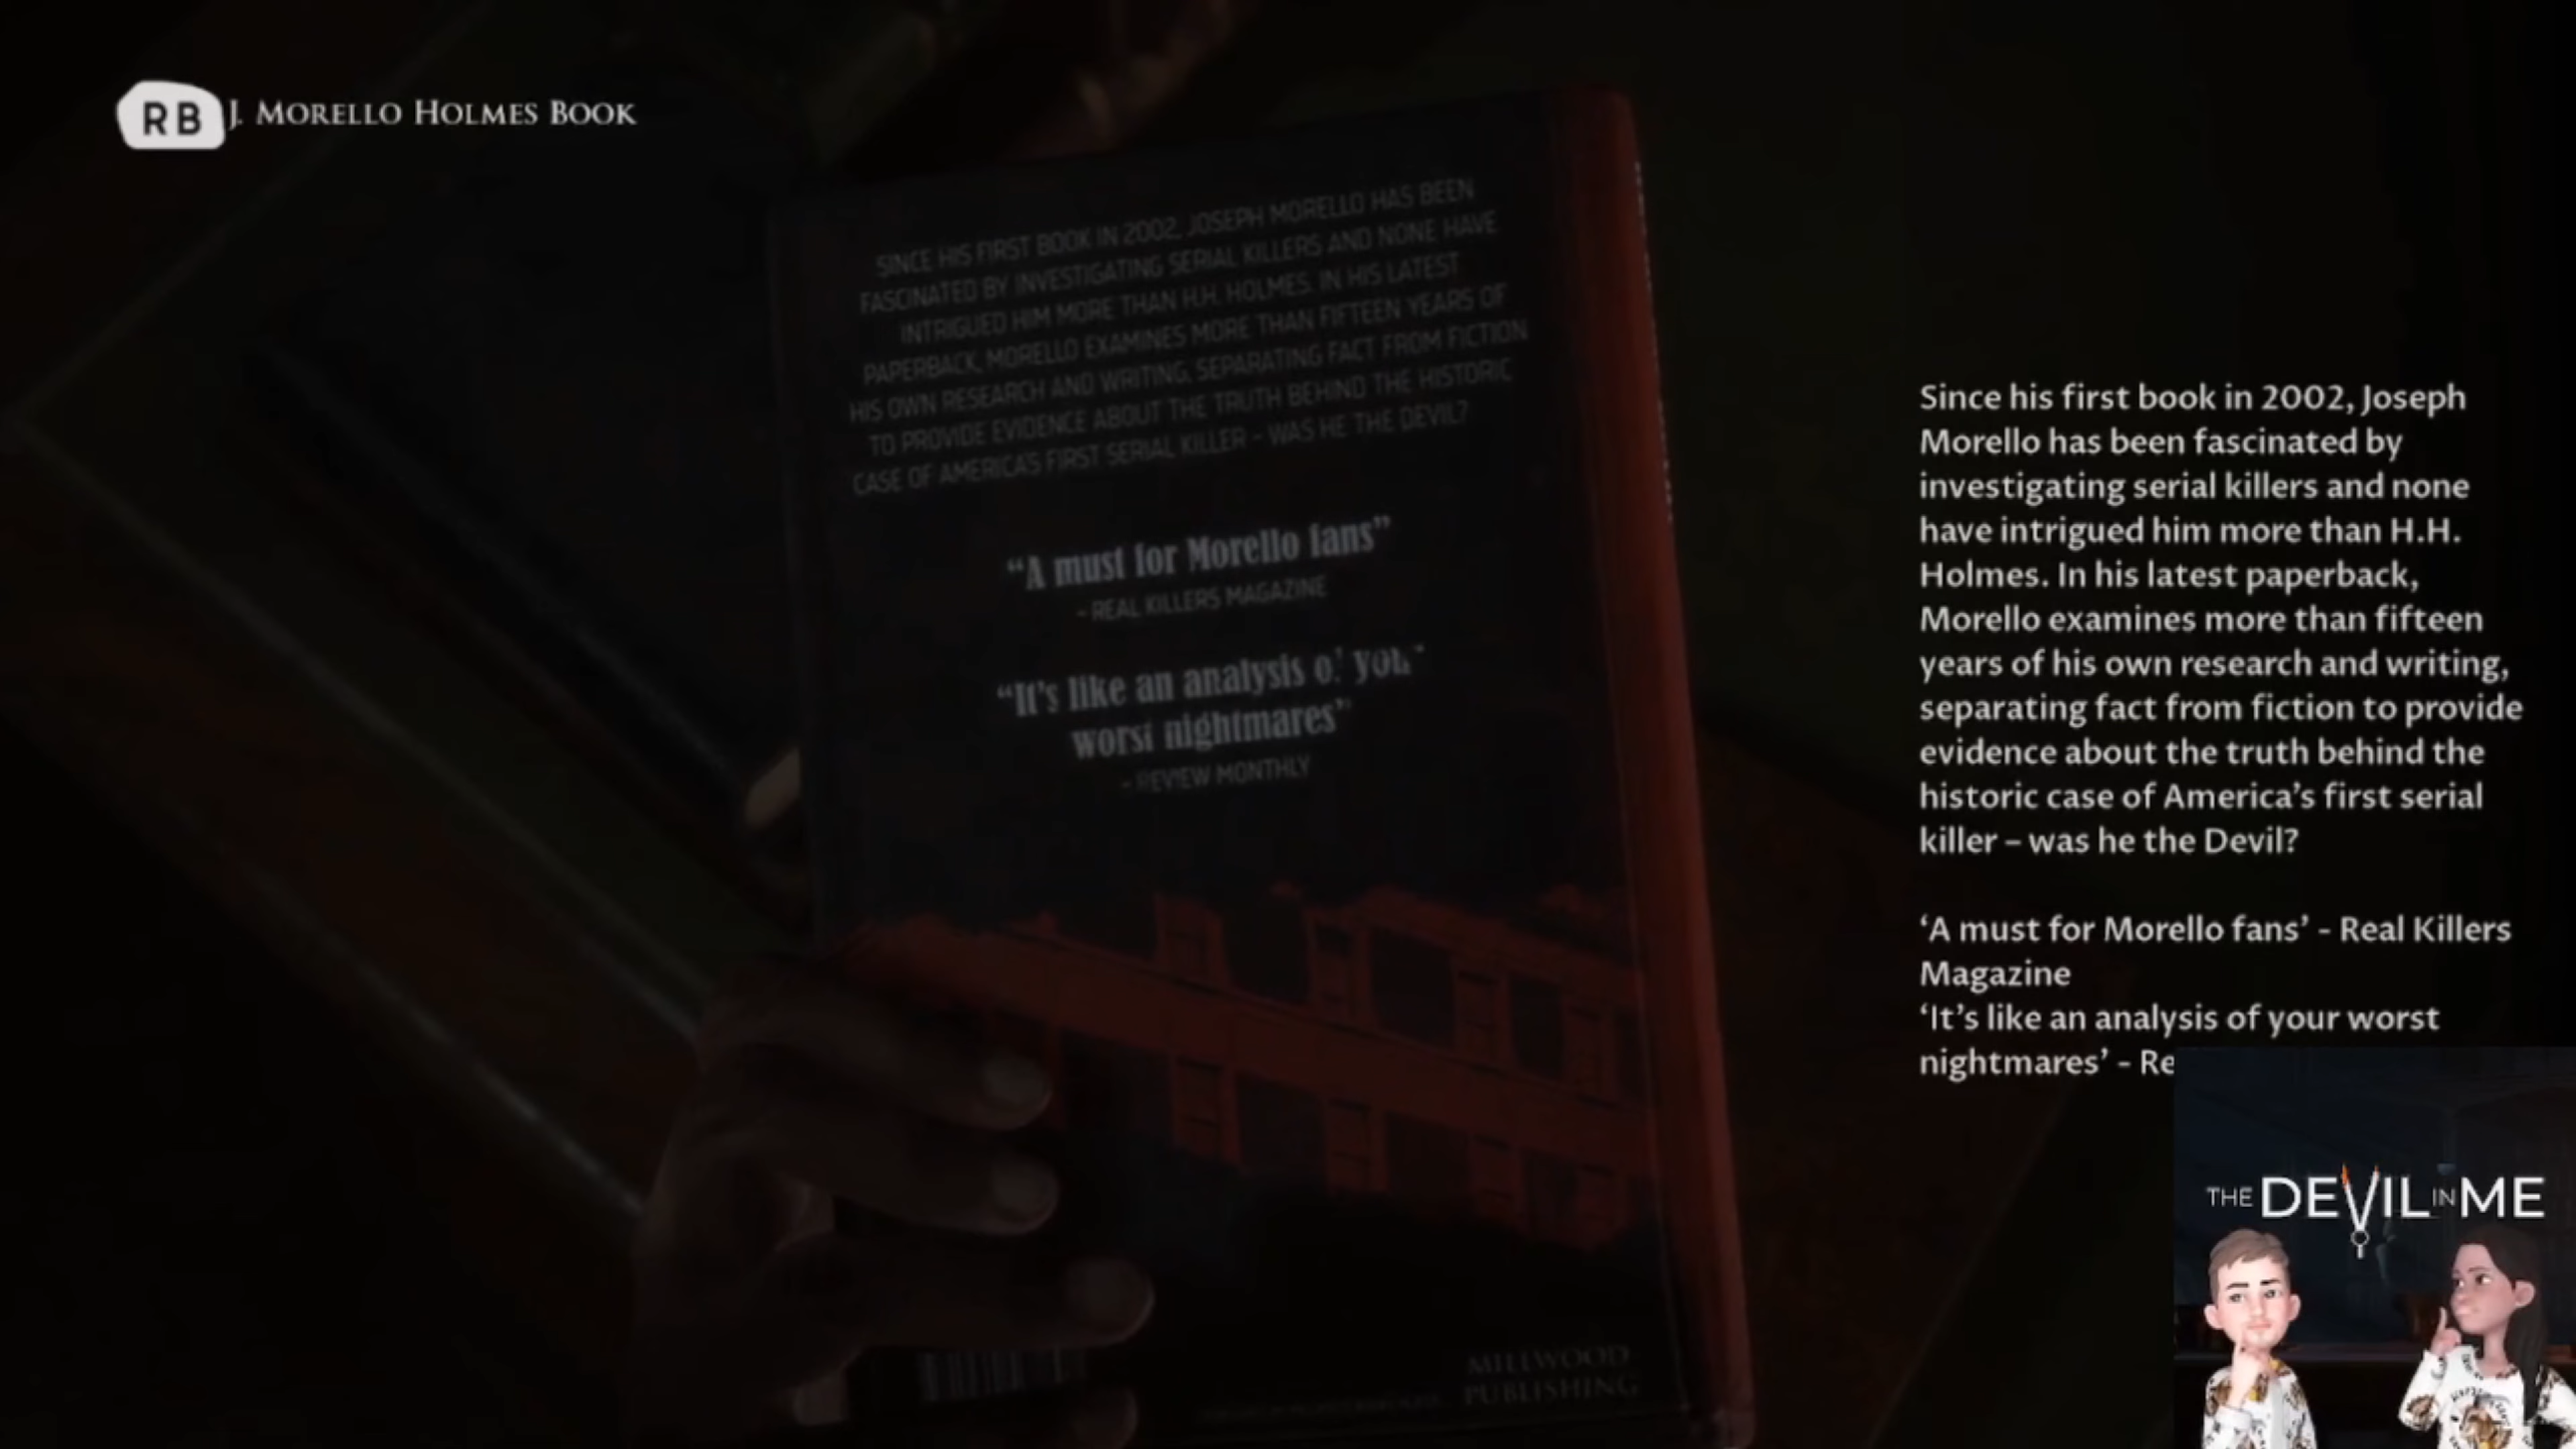 RB J. MORELLO HOLMES BOOK
SINCE HIS FIRST BOOK IN 2002, JOSEPH MORELLO HAS BEEN
FASCINATED BY INVESTIGATING SERIAL KILLERS AND NONE HAVE
INTRIGUED HIM MORE THAN H.H. HOLMES. IN HIS LATEST
PAPERBACK, MORELLO EXAMINES MORE THAN FIFTEEN YEARS OF
HIS OWN RESEARCH AND WRITING, SEPARATING FACT FROM FICTION
TO PROVIDE EVIDENCE ABOUT THE TRUTH BEHIND THE HISTORIC
CASE OF AMERICA'S FIRST SERIAL KILLER - WAS HE THE DEVIL?
“A must for Morello fans”
- REAL KILLERS MAGAZINE
“It's like an analysis of your
worst nightmares”
- REVIEW MONTHLY
MILLWOOD
PUBLISHING
Since his first book in 2002, Joseph
Morello has been fascinated by
investigating serial killers and none
have intrigued him more than H.H.
Holmes. In his latest paperback,
Morello examines more than fifteen
years of his own research and writing,
separating fact from fiction to provide
evidence about the truth behind the
historic case of America’s first serial
killer – was he the Devil?
‘A must for Morello fans’ - Real Killers
Magazine
‘It’s like an analysis of your worst
nightmares’ - Re
THE DEVIL IN ME